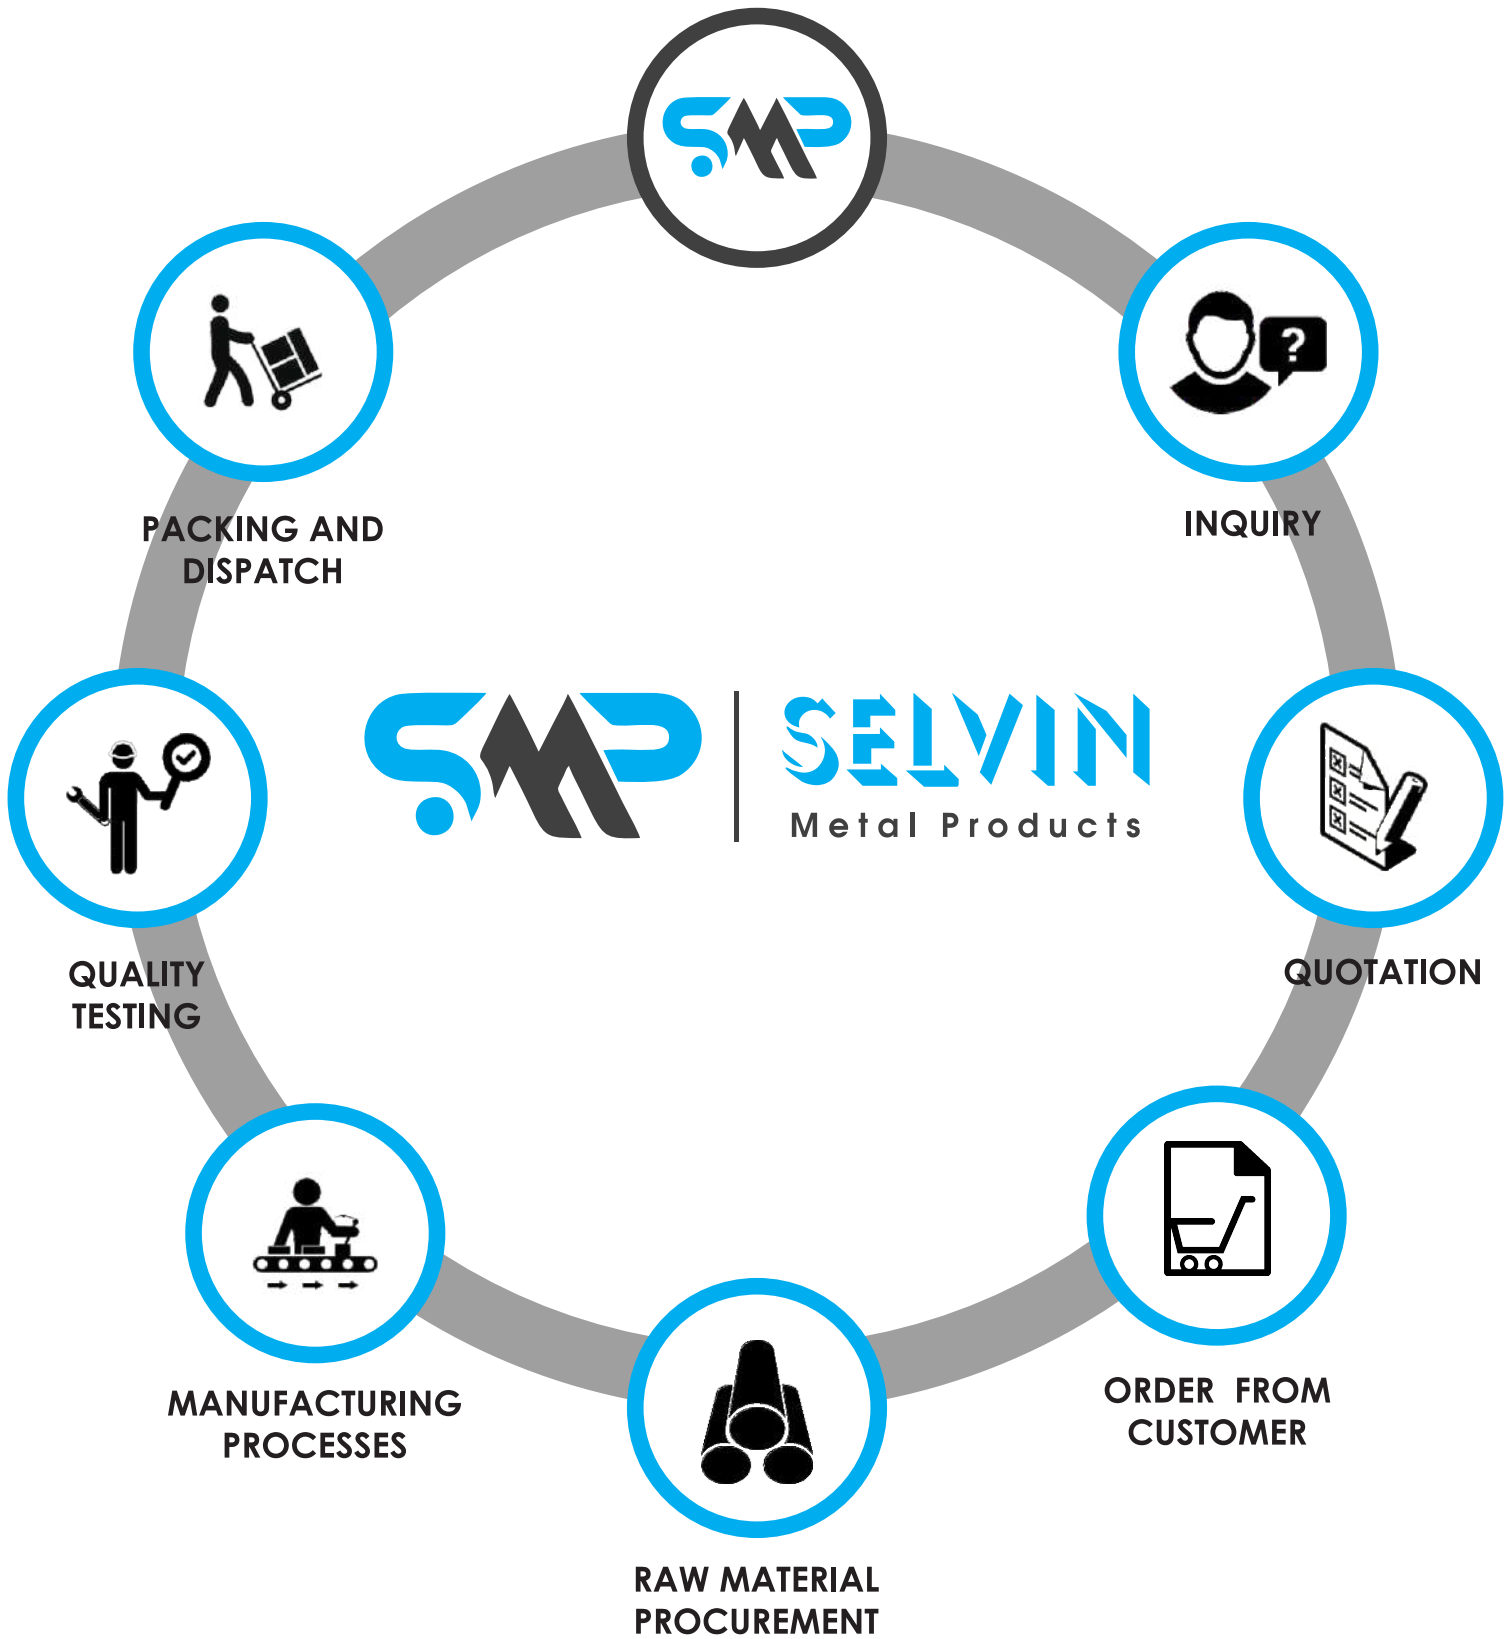 SMP
INQUIRY
QUOTATION
ORDER FROM
CUSTOMER
RAW MATERIAL
PROCUREMENT
MANUFACTURING
PROCESSES
QUALITY
TESTING
PACKING AND
DISPATCH
SMP
SELVIN
Metal Products
?